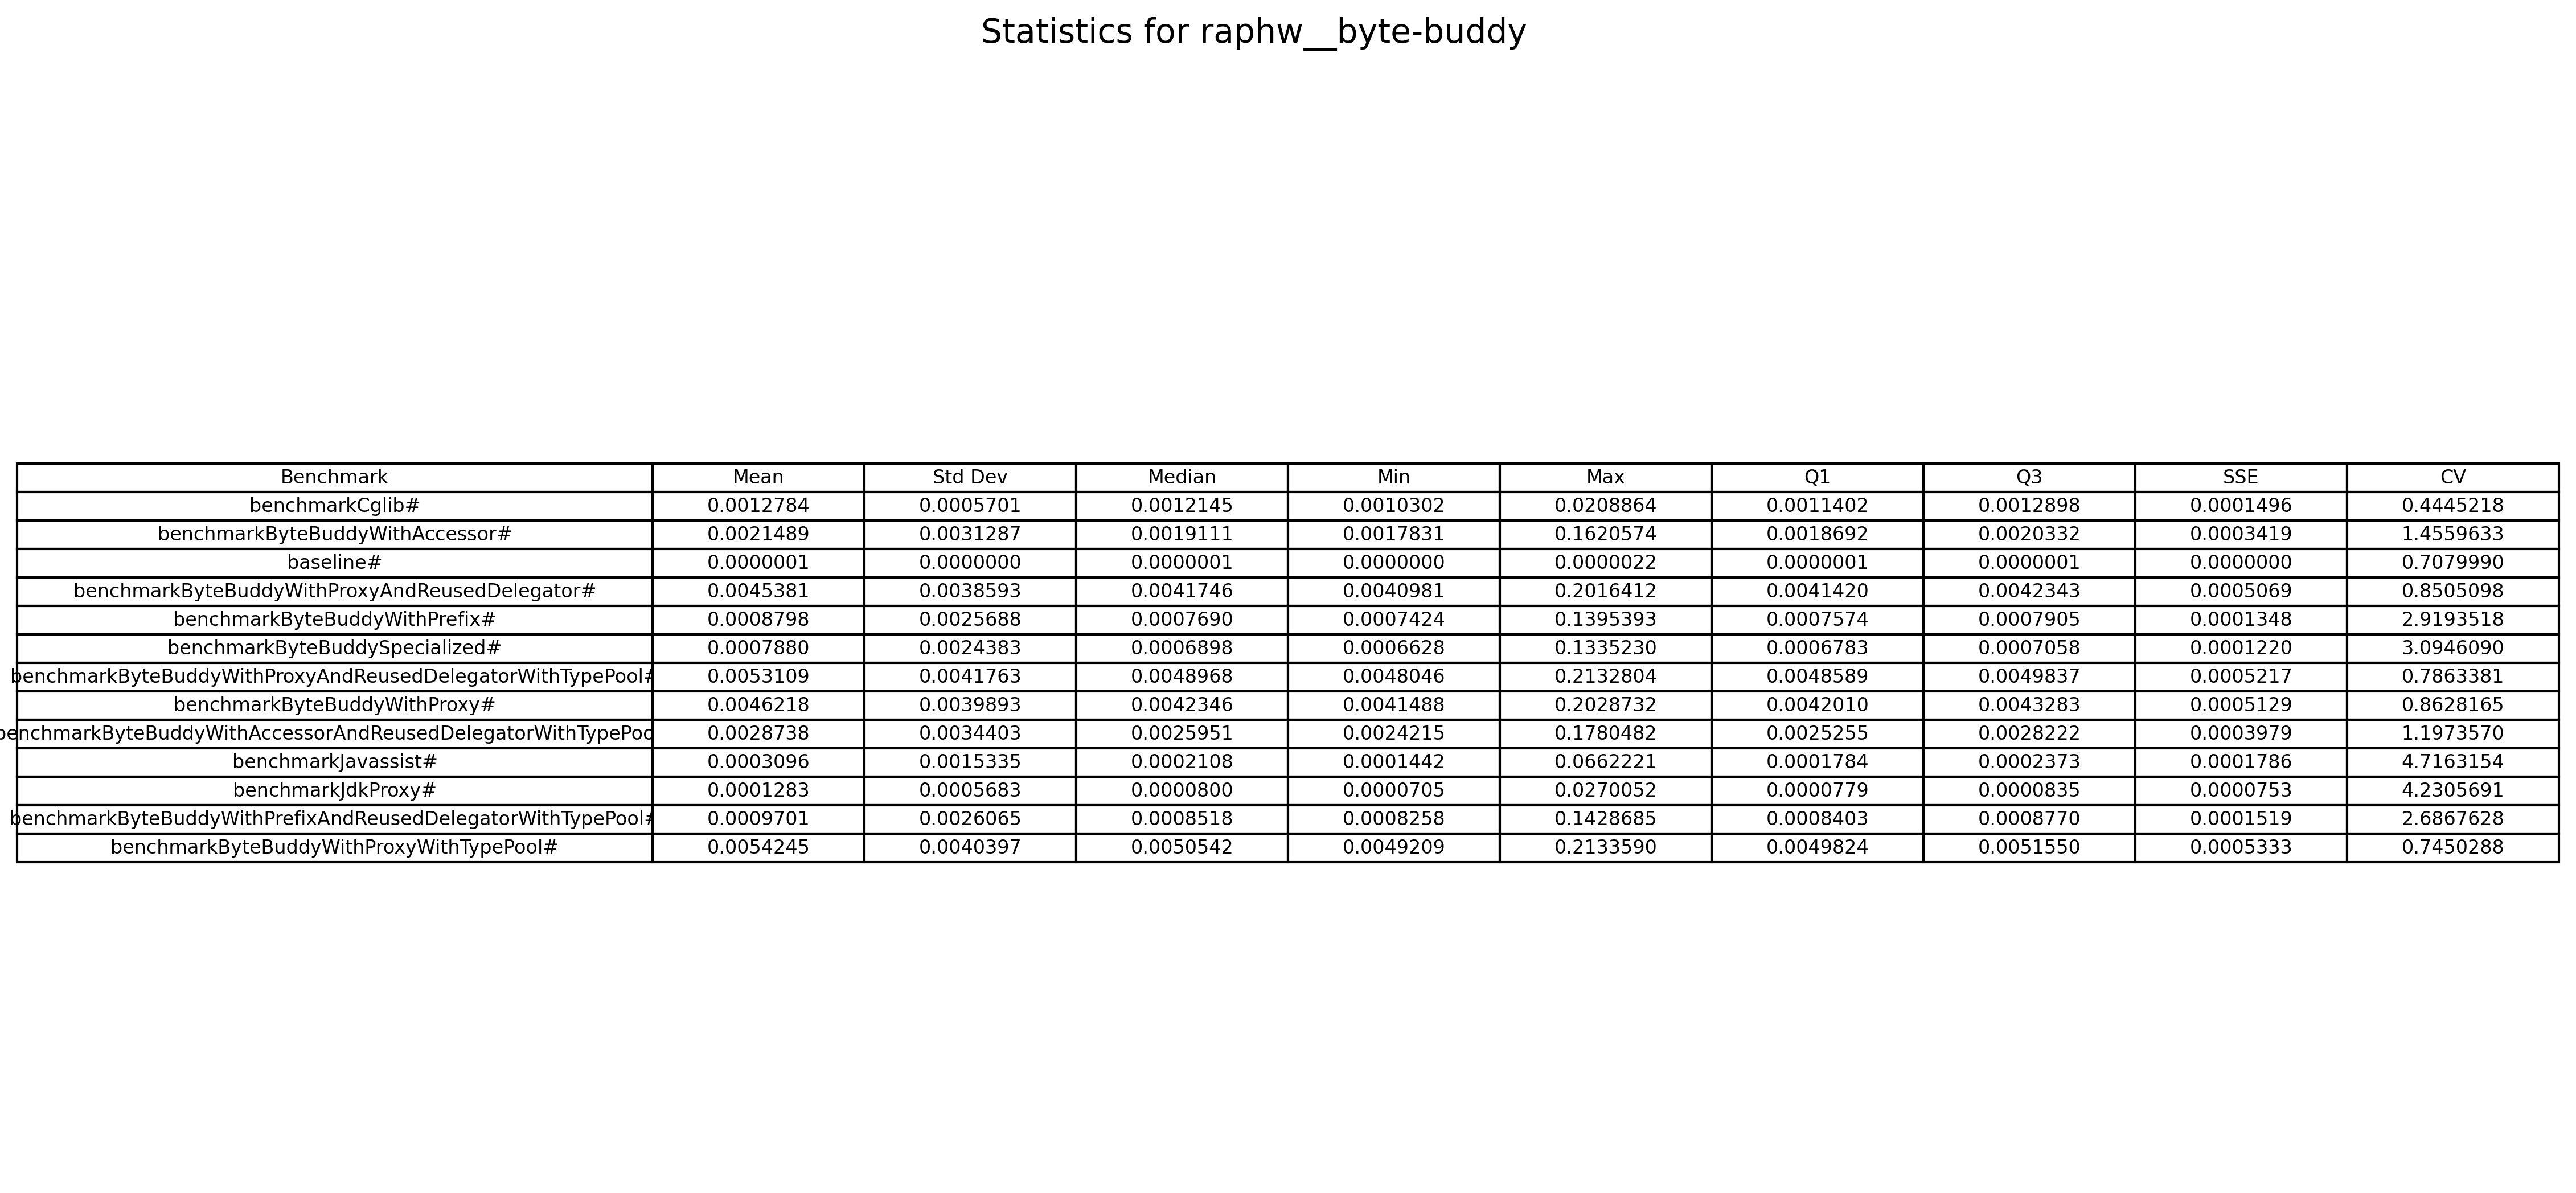 Statistics for raphw__byte-buddy
Benchmark Mean Std Dev Median Min Max Q1 Q3 SSE CV
benchmarkCglib# 0.0012784 0.0005701 0.0012145 0.0010302 0.0208864 0.0011402 0.0012898 0.0001496 0.4445218
benchmarkByteBuddyWithAccessor# 0.0021489 0.0031287 0.0019111 0.0017831 0.1620574 0.0018692 0.0020332 0.0003419 1.4559633
baseline# 0.0000001 0.0000000 0.0000001 0.0000000 0.0000022 0.0000001 0.0000001 0.0000000 0.7079990
benchmarkByteBuddyWithProxyAndReusedDelegator# 0.0045381 0.0038593 0.0041746 0.0040981 0.2016412 0.0041420 0.0042343 0.0005069 0.8505098
benchmarkByteBuddyWithPrefix# 0.0008798 0.0025688 0.0007690 0.0007424 0.1395393 0.0007574 0.0007905 0.0001348 2.9193518
benchmarkByteBuddySpecialized# 0.0007880 0.0024383 0.0006898 0.0006628 0.1335230 0.0006783 0.0007058 0.0001220 3.0946090
benchmarkByteBuddyWithProxyAndReusedDelegatorWithTypePool# 0.0053109 0.0041763 0.0048968 0.0048046 0.2132804 0.0048589 0.0049837 0.0005217 0.7863381
benchmarkByteBuddyWithProxy# 0.0046218 0.0039893 0.0042346 0.0041488 0.2028732 0.0042010 0.0043283 0.0005129 0.8628165
benchmarkByteBuddyWithAccessorAndReusedDelegatorWithTypePoo 0.0028738 0.0034403 0.0025951 0.0024215 0.1780482 0.0025255 0.0028222 0.0003979 1.1973570
benchmarkJavassist# 0.0003096 0.0015335 0.0002108 0.0001442 0.0662221 0.0001784 0.0002373 0.0001786 4.7163154
benchmarkJdkProxy# 0.0001283 0.0005683 0.0000800 0.0000705 0.0270052 0.0000779 0.0000835 0.0000753 4.2305691
benchmarkByteBuddyWithPrefixAndReusedDelegatorWithTypePool# 0.0009701 0.0026065 0.0008518 0.0008258 0.1428685 0.0008403 0.0008770 0.0001519 2.6867628
benchmarkByteBuddyWithProxyWithTypePool# 0.0054245 0.0040397 0.0050542 0.0049209 0.2133590 0.0049824 0.0051550 0.0005333 0.7450288